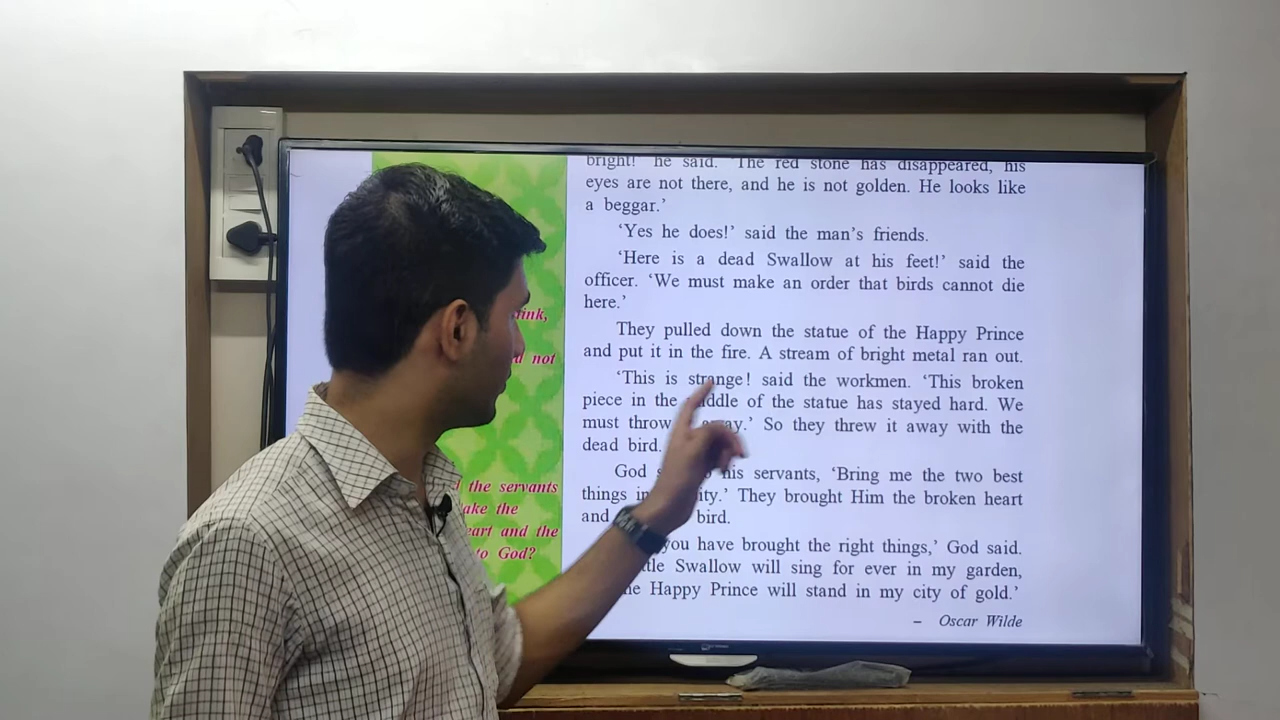 bright!' he said. 'The red stone has disappeared, his
eyes are not there, and he is not golden. He looks like
a beggar.'
'Yes he does!' said the man's friends.
'Here is a dead Swallow at his feet!' said the
officer. 'We must make an order that birds cannot die
here.'
They pulled down the statue of the Happy Prince
and put it in the fire. A stream of bright metal ran out.
'This is strange! said the workmen. 'This broken
piece in the middle of the statue has stayed hard. We
must throw away.' So they threw it away with the
dead bird.
God his servants, 'Bring me the two best
things in city.' They brought Him the broken heart
and bird.
you have brought the right things,' God said.
Swallow will sing for ever in my garden,
Happy Prince will stand in my city of gold.'
– Oscar Wilde
not
the servants
the
and the
to God?